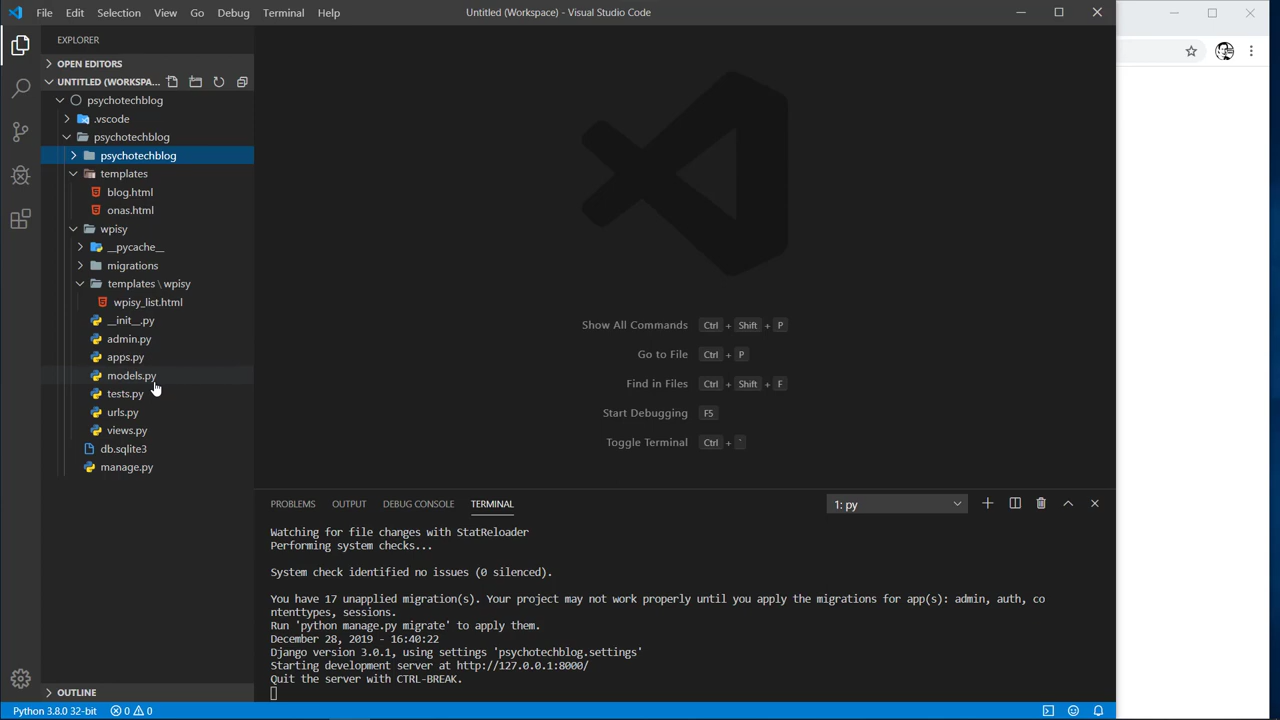 File Edit Selection View Go Debug Terminal Help
Untitled (Workspace) - Visual Studio Code
EXPLORER
OPEN EDITORS
UNTITLED (WORKSPA...
psychotechblog
.vscode
psychotechblog
psychotechblog
templates
blog.html
onas.html
wpisy
__pycache__
migrations
templates \ wpisy
wpisy_list.html
__init__.py
admin.py
apps.py
models.py
tests.py
urls.py
views.py
db.sqlite3
manage.py
OUTLINE
Show All Commands Ctrl + Shift + P
Go to File Ctrl + P
Find in Files Ctrl + Shift + F
Start Debugging F5
Toggle Terminal Ctrl + `
PROBLEMS OUTPUT DEBUG CONSOLE TERMINAL
1: py
Watching for file changes with StatReloader
Performing system checks...
System check identified no issues (0 silenced).
You have 17 unapplied migration(s). Your project may not work properly until you apply the migrations for app(s): admin, auth, co
ntenttypes, sessions.
Run 'python manage.py migrate' to apply them.
December 28, 2019 - 16:40:22
Django version 3.0.1, using settings 'psychotechblog.settings'
Starting development server at http://127.0.0.1:8000/
Quit the server with CTRL-BREAK.
Python 3.8.0 32-bit 0 0